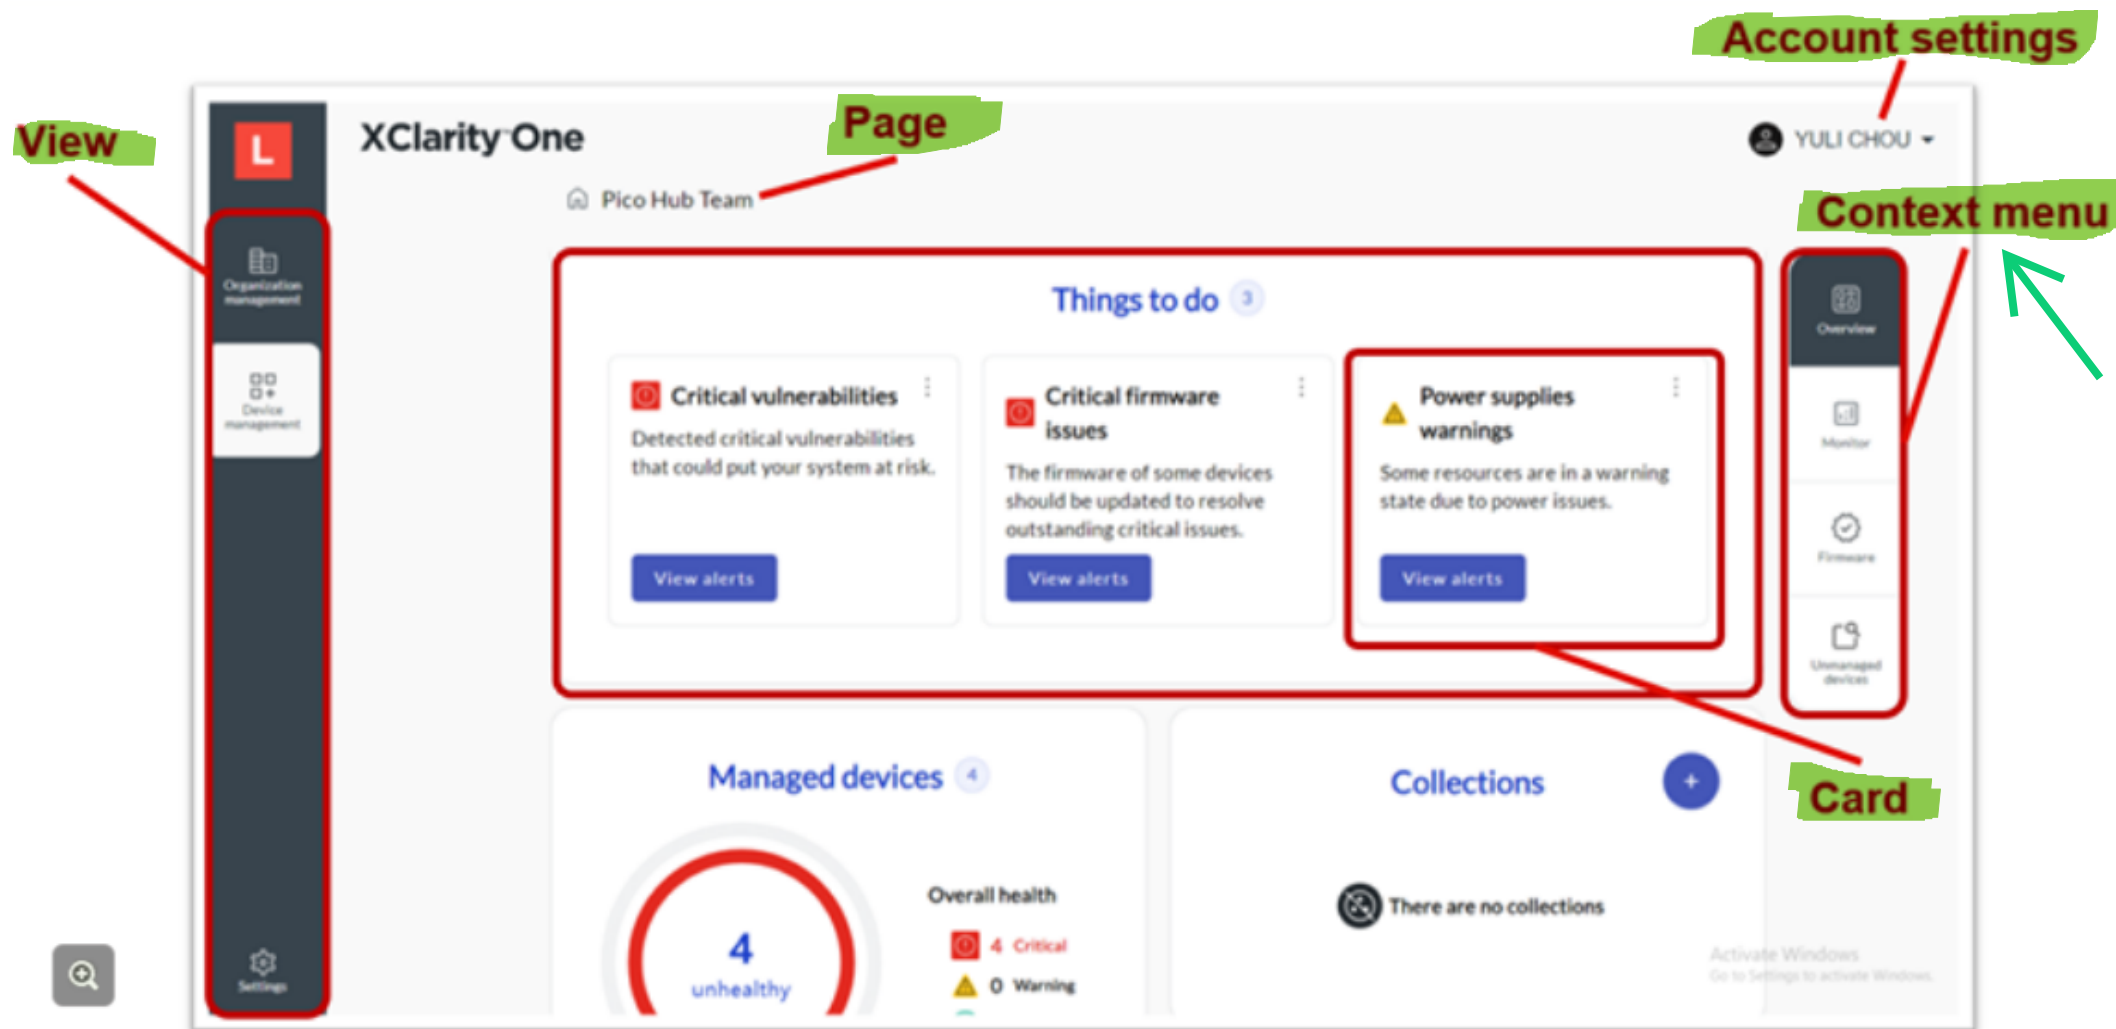 Account settings
View
L
XClarity One
Page
YULI CHOU
Pico Hub Team
Context menu
Organization
management
Things to do 3
Overview
Device
management
Critical vulnerabilities
Detected critical vulnerabilities
that could put your system at risk.
View alerts
Critical firmware
issues
The firmware of some devices
should be updated to resolve
outstanding critical issues.
View alerts
Power supplies
warnings
Some resources are in a warning
state due to power issues.
View alerts
Monitor
Firmware
Unmanaged
devices
Managed devices 4
Collections
+
Card
4
unhealthy
Overall health
4 Critical
0 Warning
There are no collections
Settings
Activate Windows
Go to Settings to activate Windows.